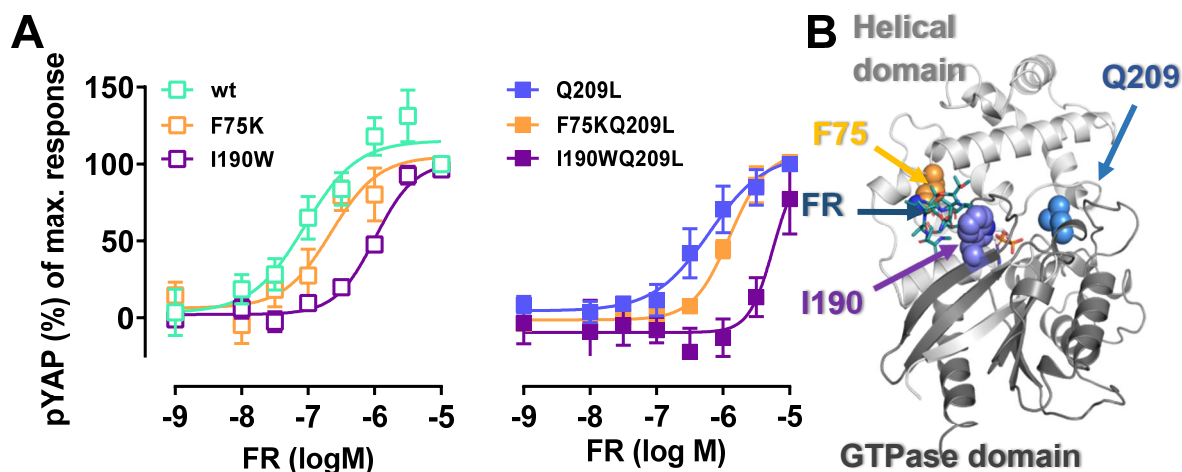 A
pYAP (%) of max. response
150
100
50
0
wt
F75K
I190W
-9
-8
-7
-6
-5
FR (logM)
Q209L
F75KQ209L
I190WQ209L
-9
-8
-7
-6
-5
FR (log M)
B
Helical
domain
Q209
F75
FR
I190
GTPase domain